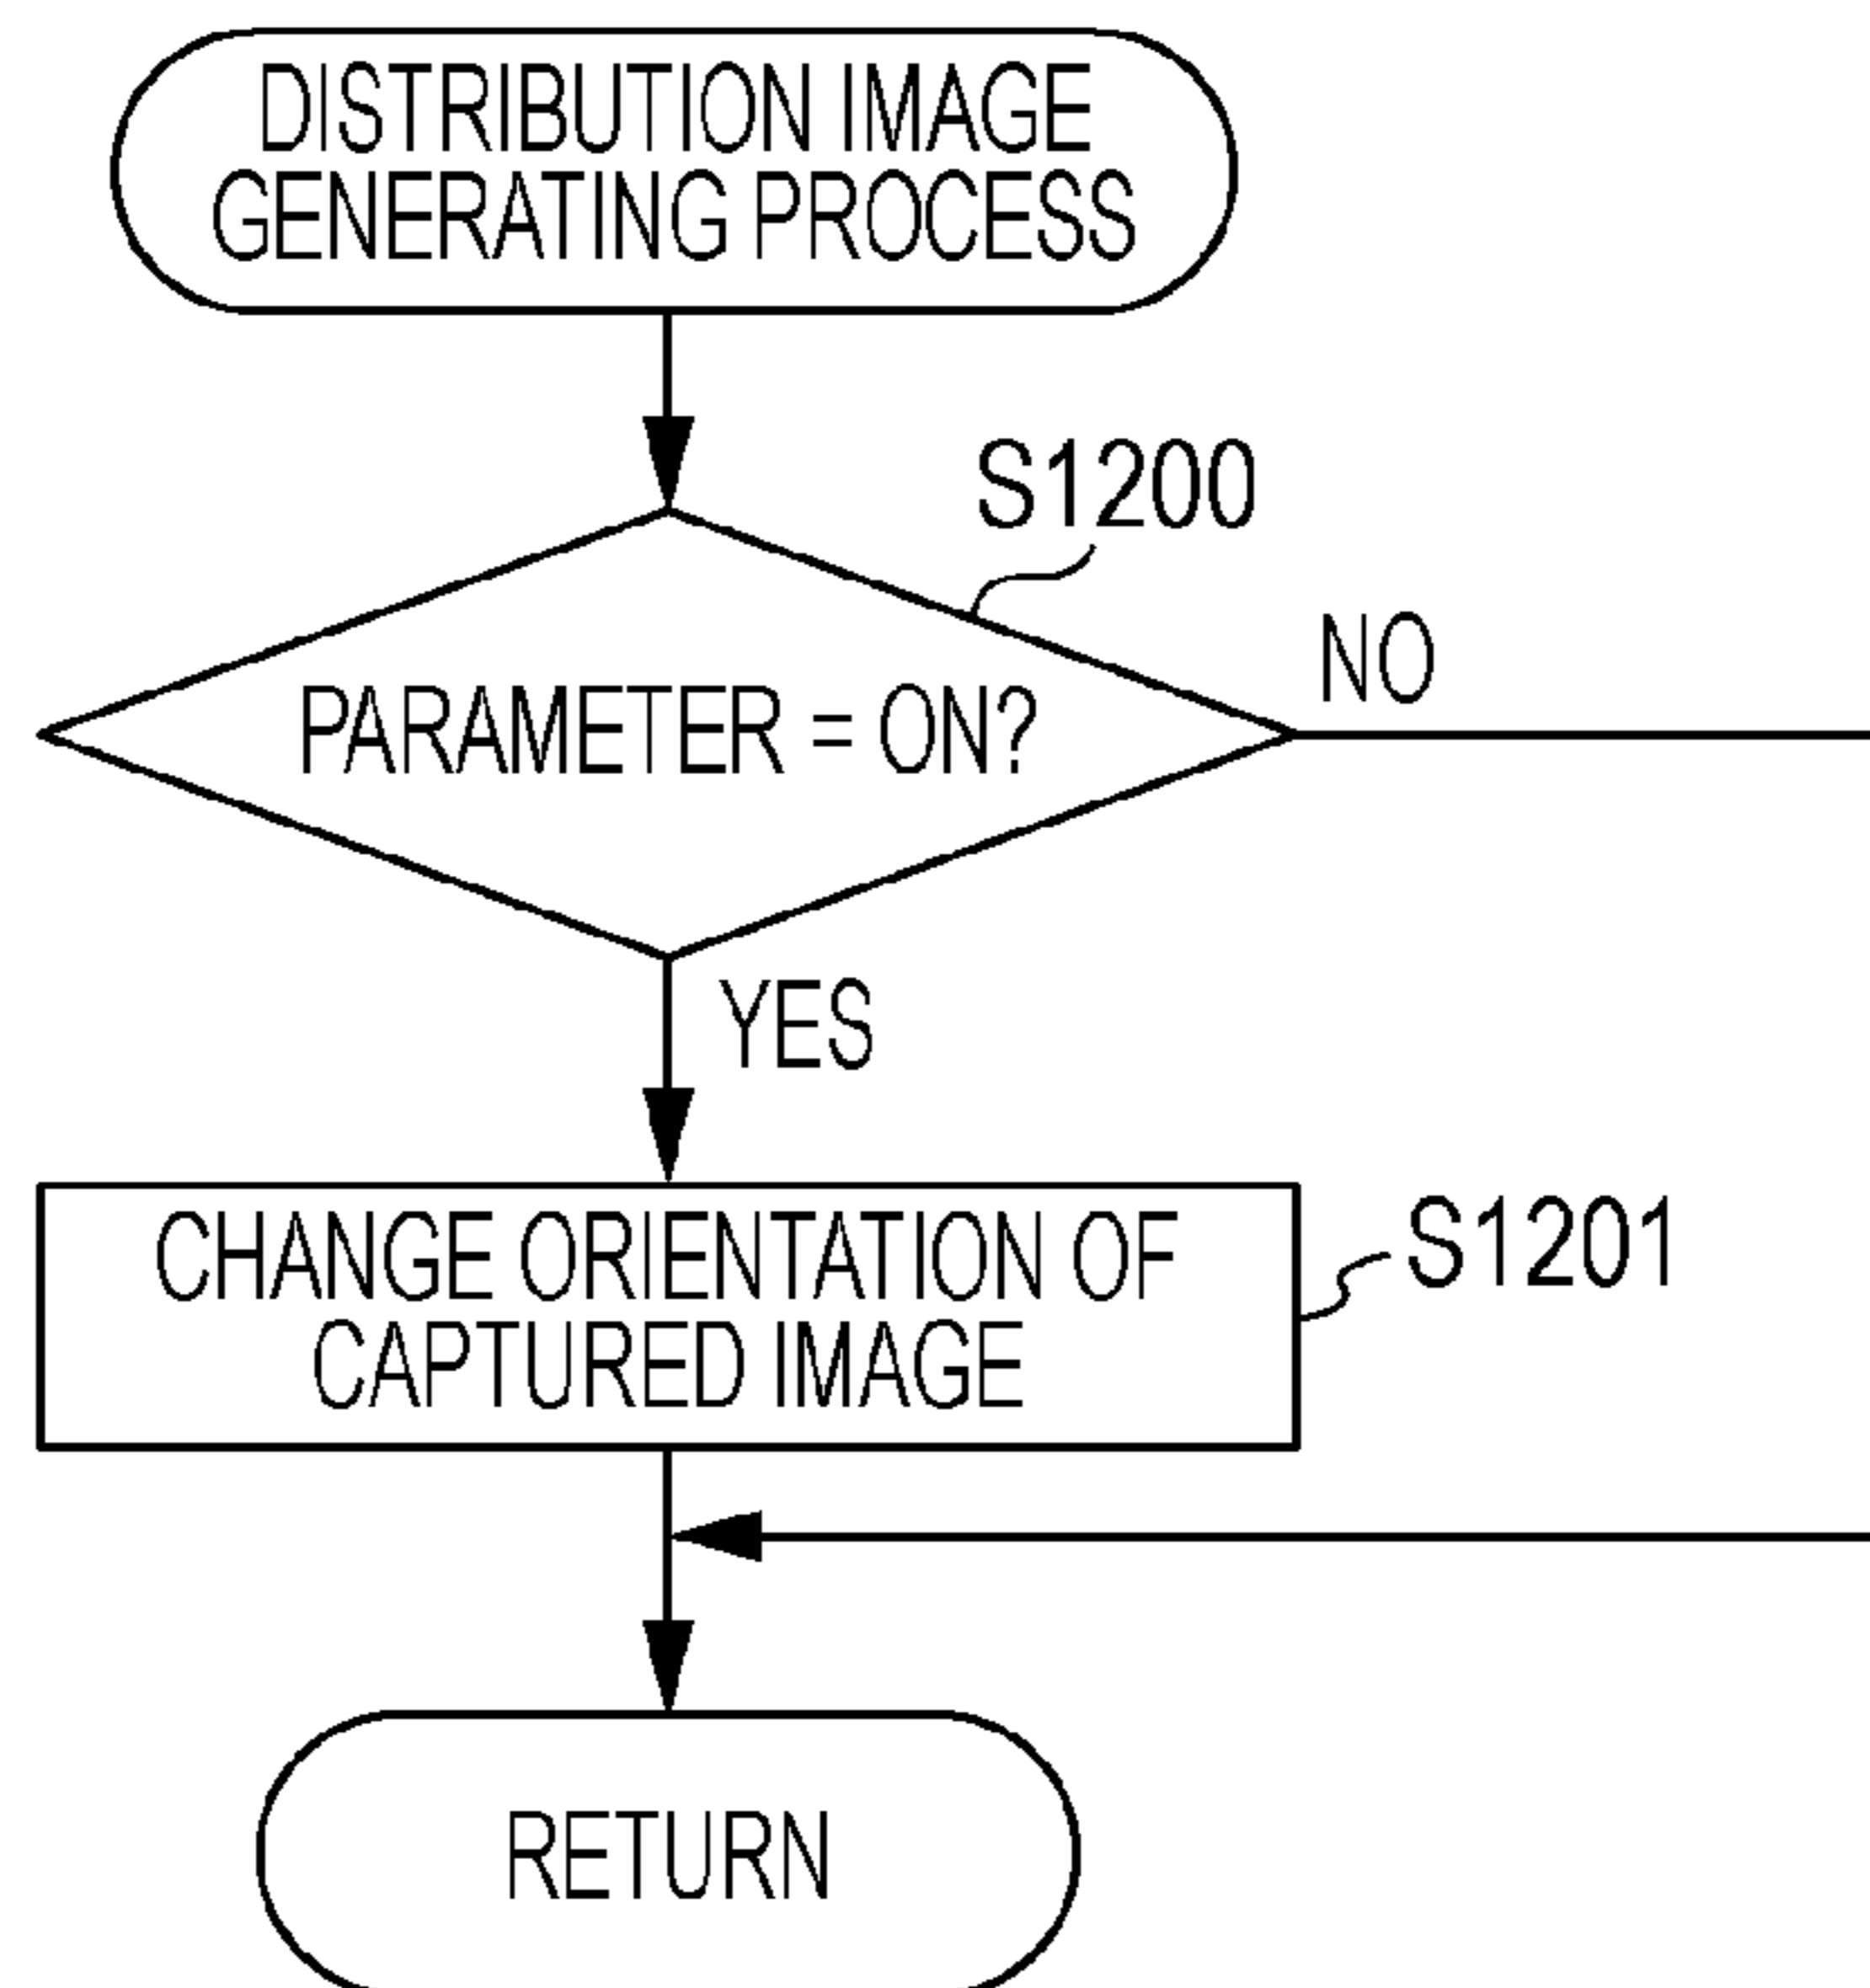 DISTRIBUTION IMAGE
GENERATING PROCESS
S1200
PARAMETER = ON?
NO
YES
CHANGE ORIENTATION OF
CAPTURED IMAGE
S1201
RETURN